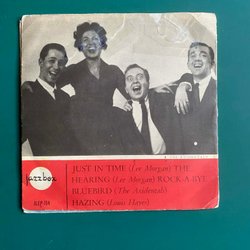 jazzbox
JUST IN TIME (Lee Morgan) THE
HEARING (Lee Morgan) ROCK-A-BYE
BLUEBIRD (The Axidentals)
HAZING (Louis Hayes)